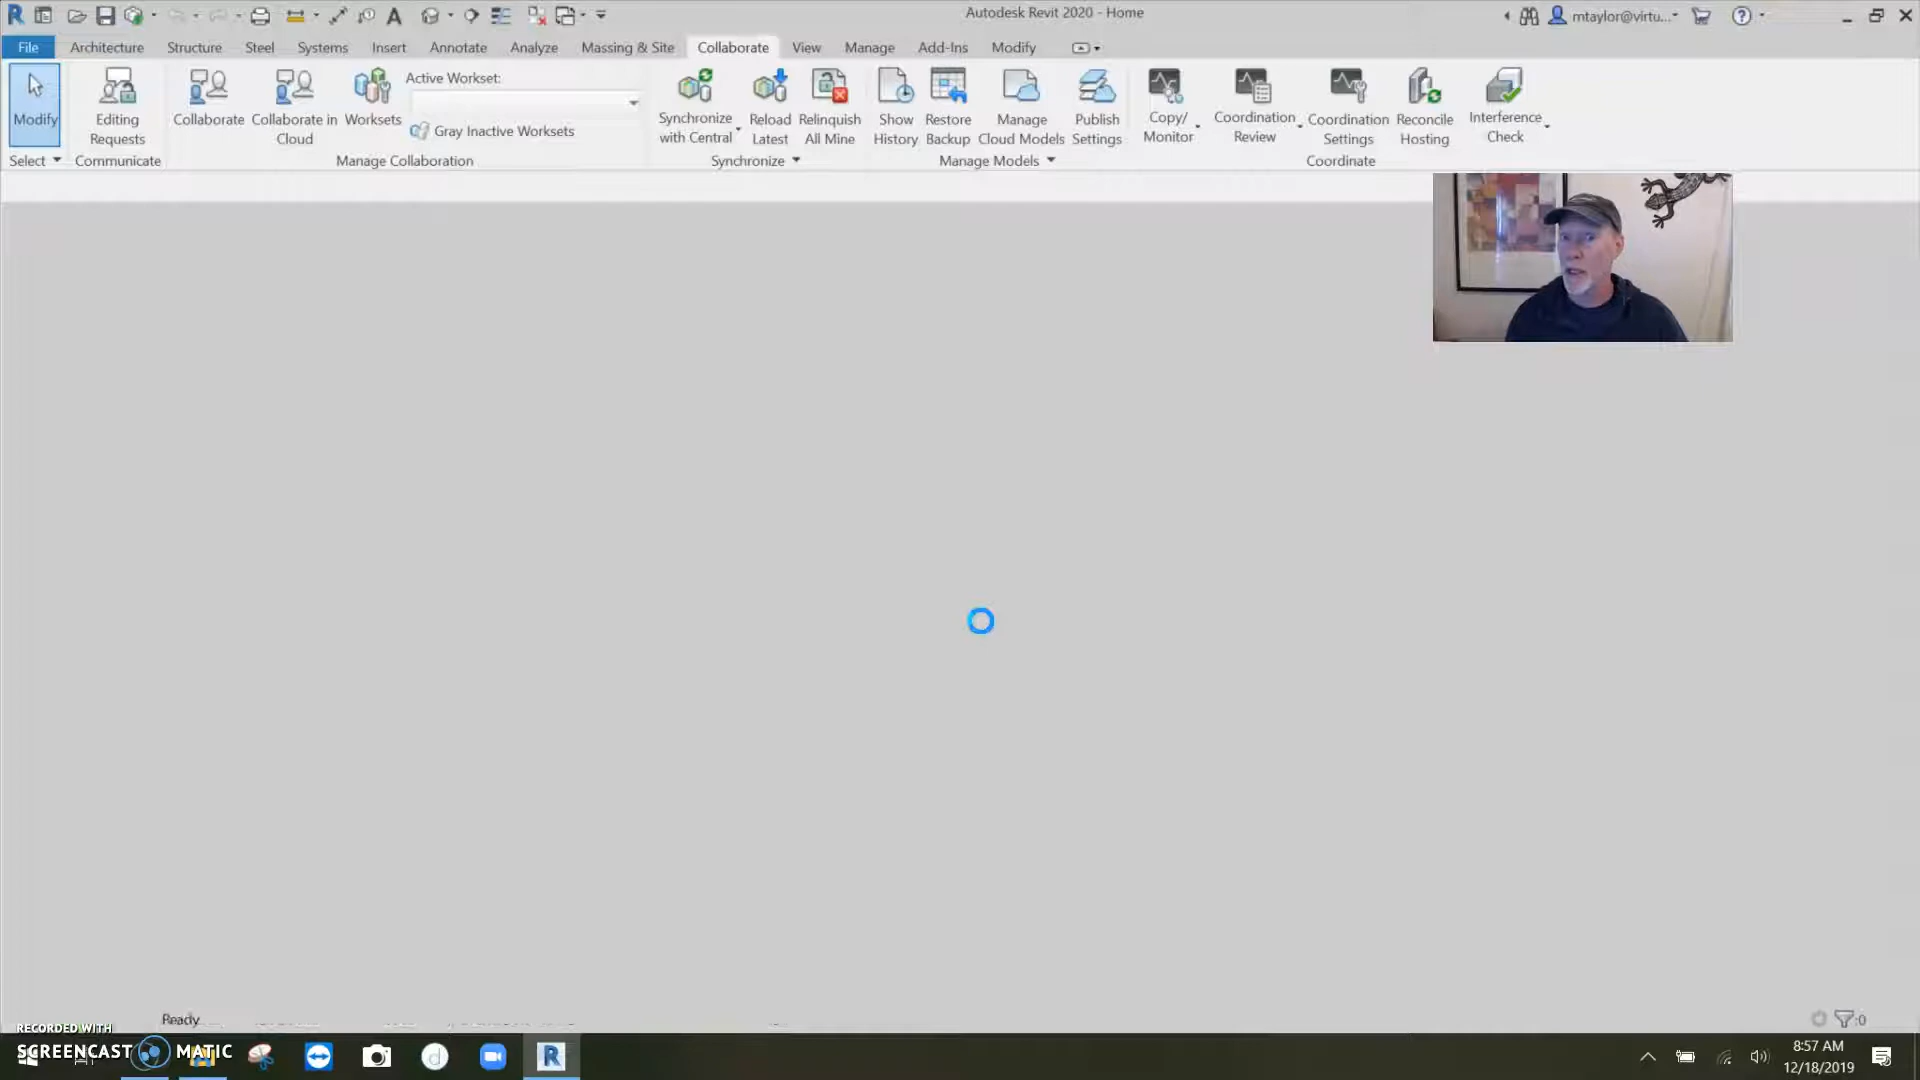 Autodesk Revit 2020 - Home
mtaylor@virtu...
File Architecture Structure Steel Systems Insert Annotate Analyze Massing & Site Collaborate View Manage Add-Ins Modify
Modify
Editing Requests
Collaborate
Collaborate in Cloud
Worksets
Active Workset:
Gray Inactive Worksets
Synchronize with Central
Reload Latest
Relinquish All Mine
Show History
Restore Backup
Manage Cloud Models
Publish Settings
Copy/ Monitor
Coordination Review
Coordination Settings
Reconcile Hosting
Interference Check
Select Communicate Manage Collaboration Synchronize Manage Models Coordinate
Ready
:0
RECORDED WITH
SCREENCAST MATIC
8:57 AM
12/18/2019